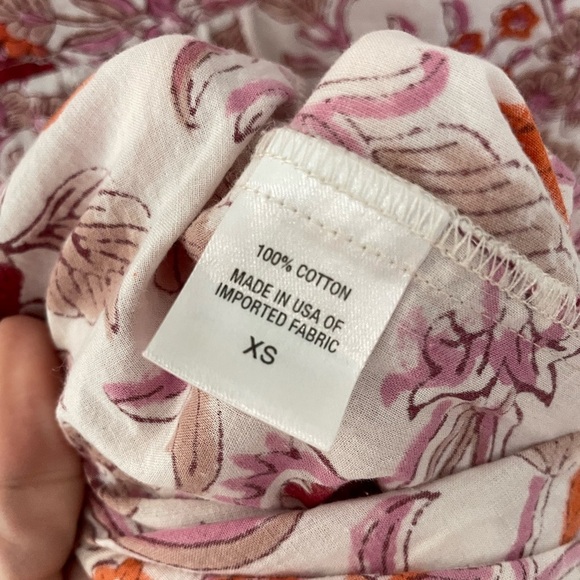 100% COTTON
MADE IN USA OF
IMPORTED FABRIC
XS